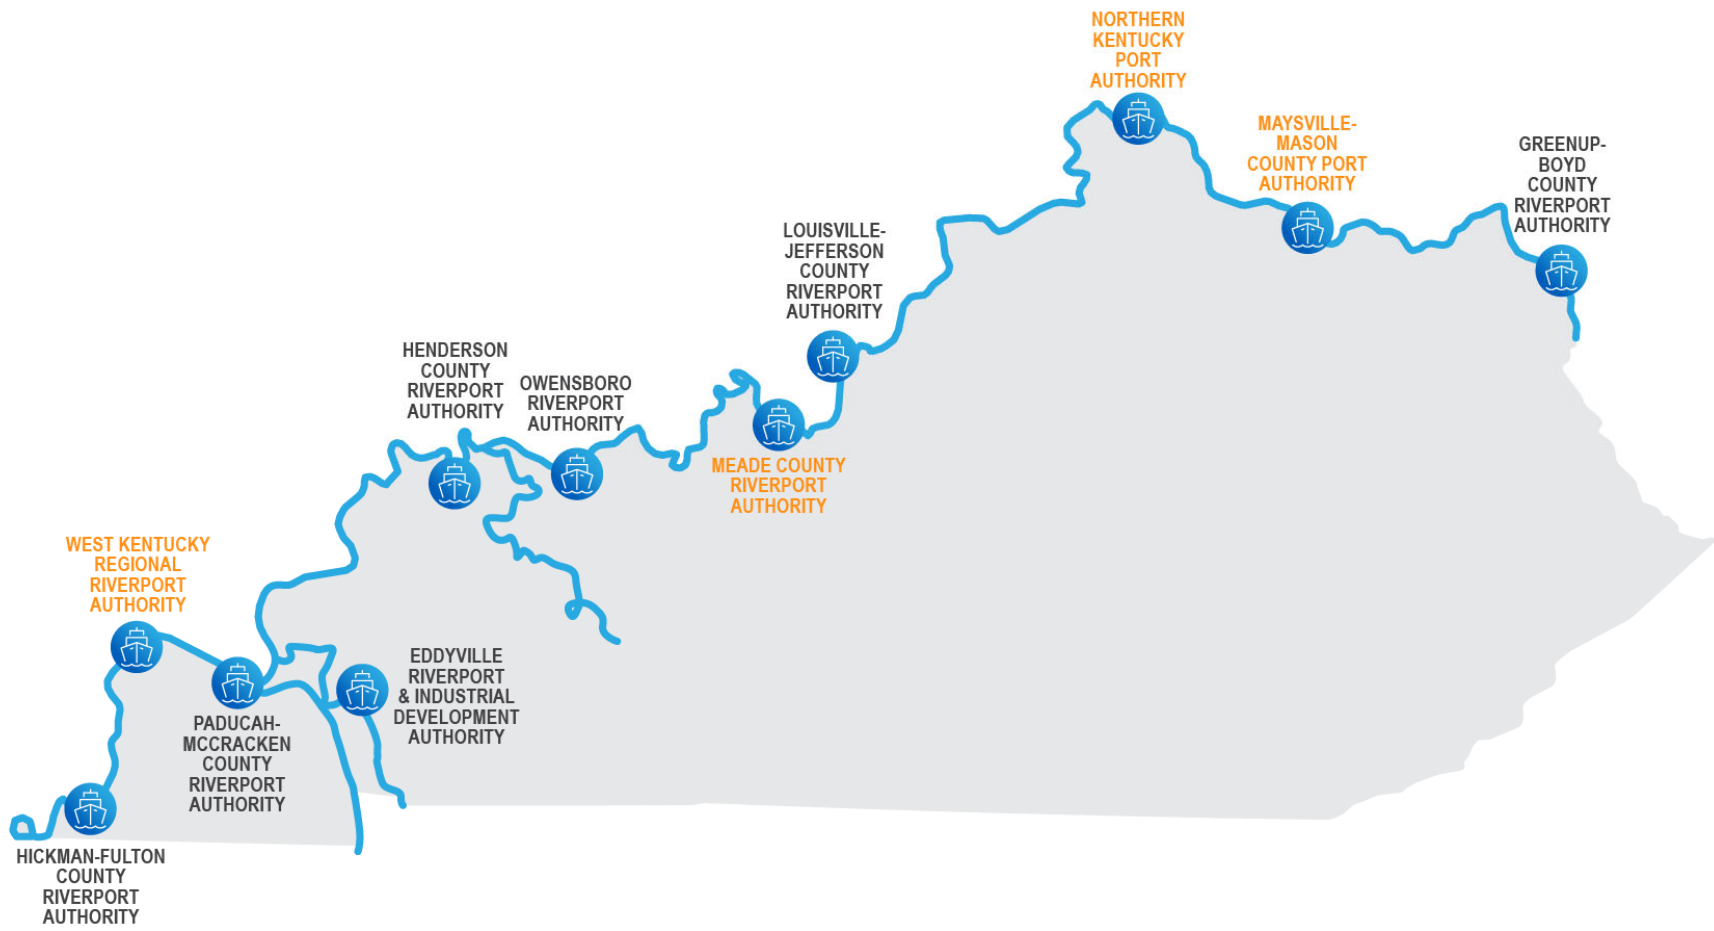 NORTHERN
KENTUCKY
PORT
AUTHORITY
MAYSVILLE-
MASON
COUNTY PORT
AUTHORITY
GREENUP-
BOYD
COUNTY
RIVERPORT
AUTHORITY
LOUISVILLE-
JEFFERSON
COUNTY
RIVERPORT
AUTHORITY
HENDERSON
COUNTY
RIVERPORT
AUTHORITY
OWENSBORO
RIVERPORT
AUTHORITY
MEADE COUNTY
RIVERPORT
AUTHORITY
WEST KENTUCKY
REGIONAL
RIVERPORT
AUTHORITY
EDDYVILLE
RIVERPORT
& INDUSTRIAL
DEVELOPMENT
AUTHORITY
PADUCAH-
MCCRACKEN
COUNTY
RIVERPORT
AUTHORITY
HICKMAN-FULTON
COUNTY
RIVERPORT
AUTHORITY